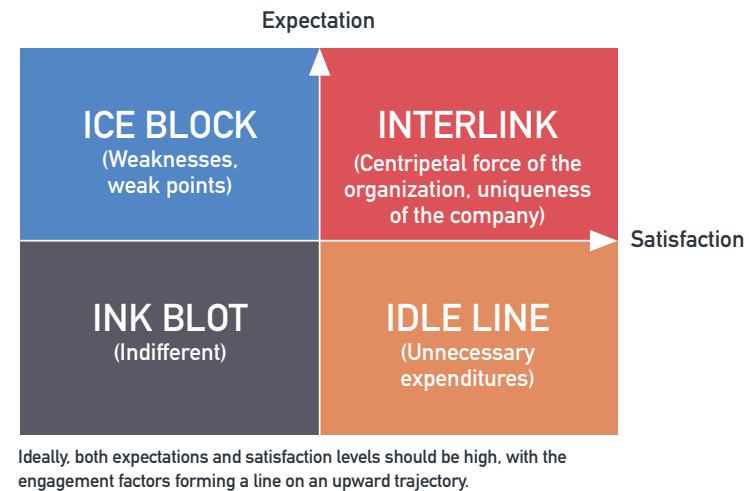 Expectation
ICE BLOCK
(Weaknesses,
weak points)
INTERLINK
(Centripetal force of the
organization, uniqueness
of the company)
Satisfaction
INK BLOT
(Indifferent)
IDLE LINE
(Unnecessary
expenditures)
Ideally, both expectations and satisfaction levels should be high, with the
engagement factors forming a line on an upward trajectory.